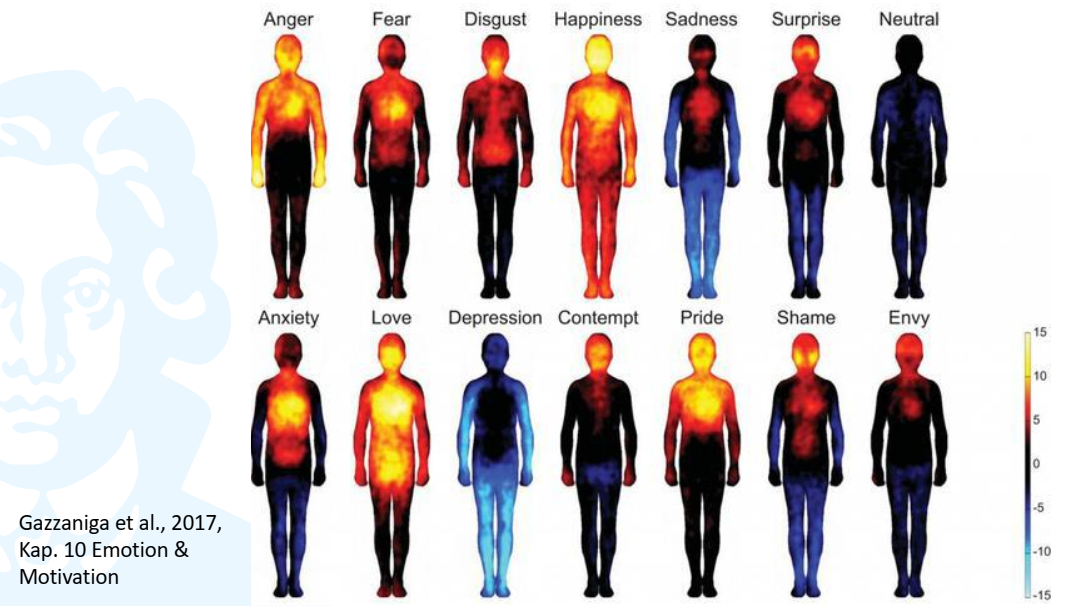 Anger Fear Disgust Happiness Sadness Surprise Neutral
Anxiety Love Depression Contempt Pride Shame Envy
15
10
5
0
-5
-10
-15
Gazzaniga et al., 2017,
Kap. 10 Emotion &
Motivation